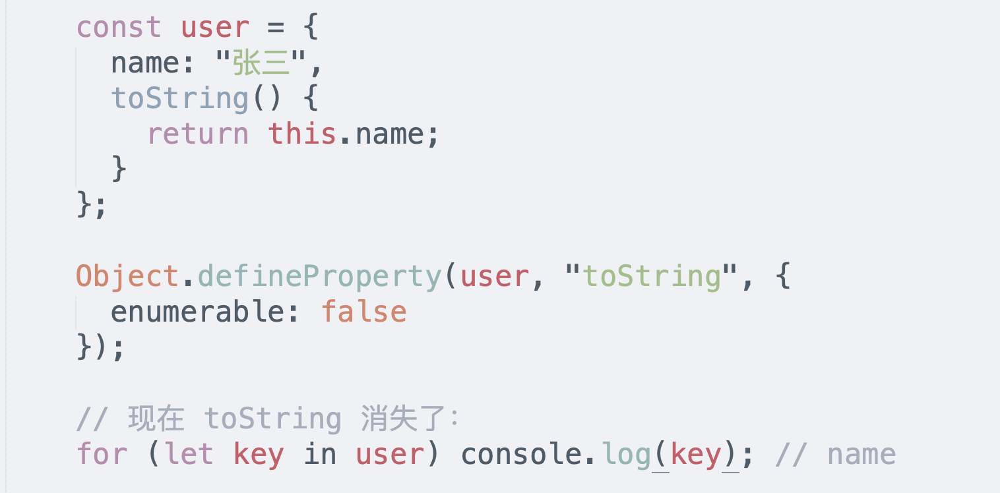 const user = {
  name: "张三",
  toString() {
    return this.name;
  }
};

Object.defineProperty(user, "toString", {
  enumerable: false
});

// 现在 toString 消失了：
for (let key in user) console.log(key); // name